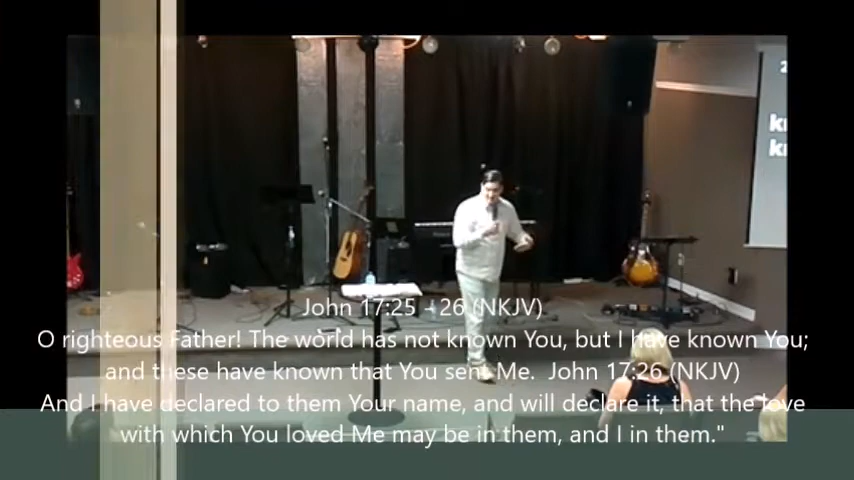 John 17:25 - 26 (NKJV)
O righteous Father! The world has not known You, but I have known You;
and these have known that You sent Me.  John 17:26 (NKJV)
And I have declared to them Your name, and will declare it, that the love
with which You loved Me may be in them, and I in them."